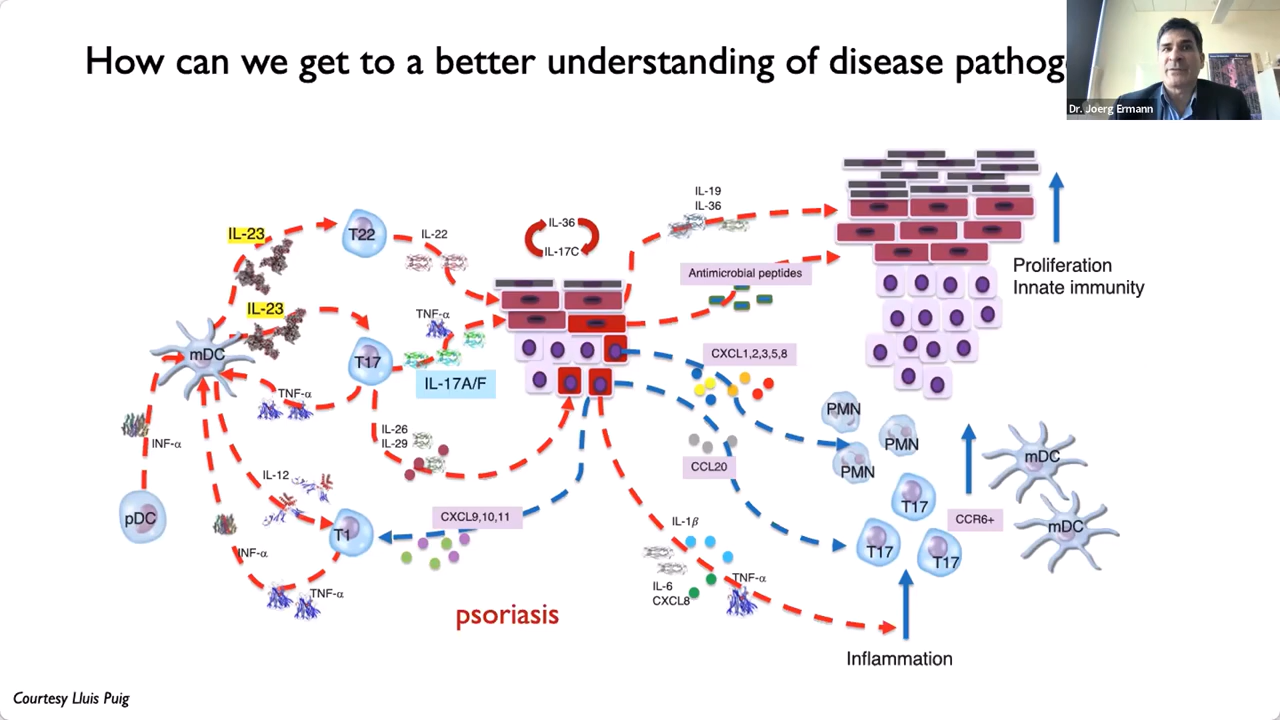 How can we get to a better understanding of disease pathog
Dr. Joerg Ermann
IL-23
T22
IL-22
IL-36
IL-17C
IL-19
IL-36
Antimicrobial peptides
Proliferation
Innate immunity
IL-23
mDC
T17
TNF-α
IL-17A/F
TNF-α
CXCL1,2,3,5,8
INF-α
IL-26
IL-29
PMN
PMN
PMN
CCL20
mDC
IL-12
pDC
T1
CXCL9,10,11
T17
T17
T17
CCR6+
mDC
INF-α
TNF-α
IL-1β
IL-6
CXCL8
TNF-α
psoriasis
Inflammation
Courtesy Lluis Puig